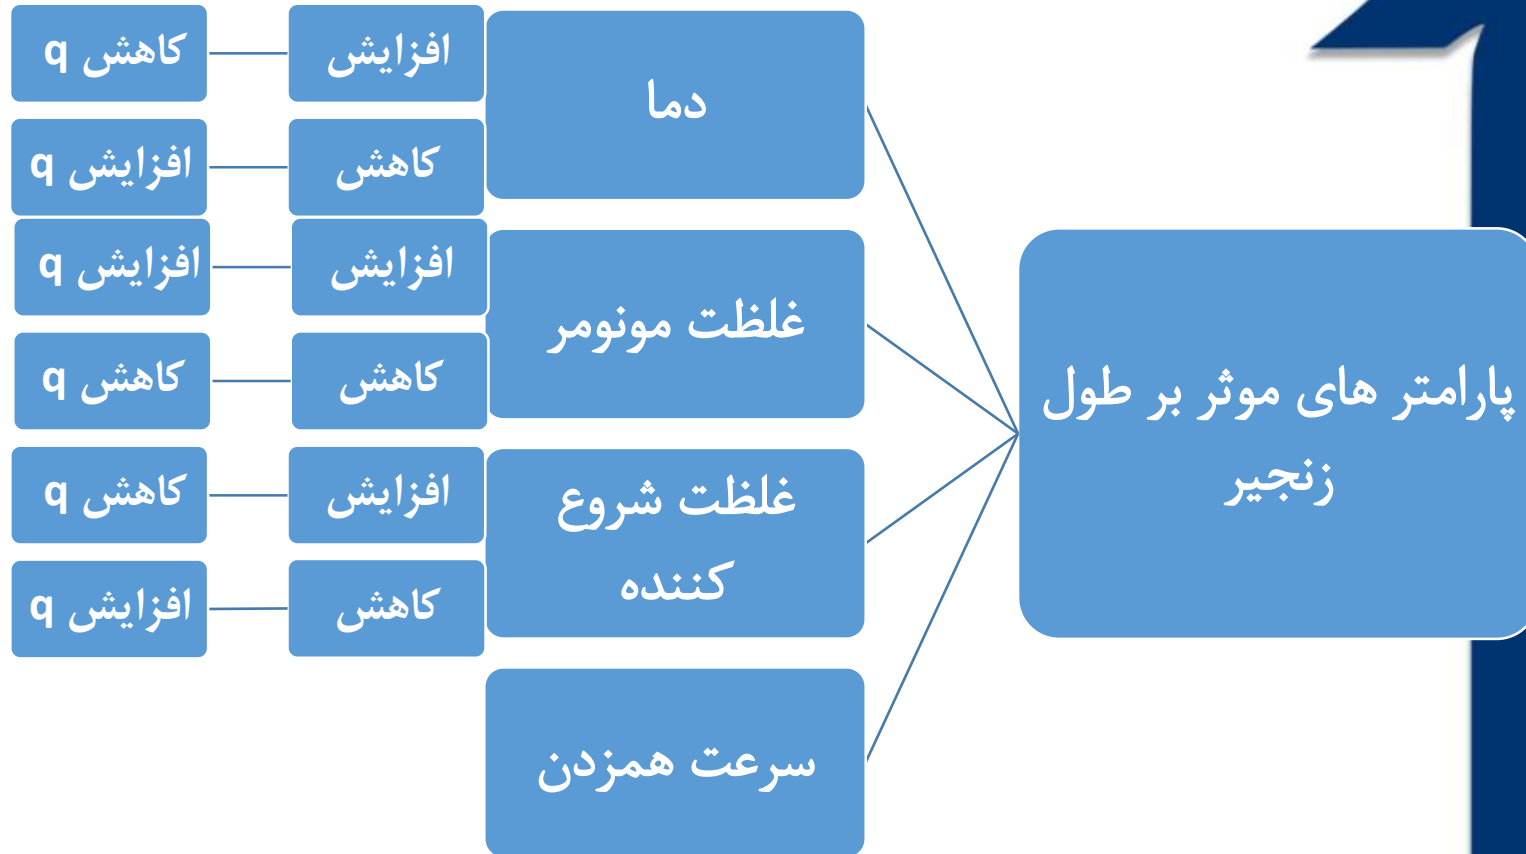 پارامتر های موثر بر طول
زنجیر
دما
افزایش
کاهش q
کاهش
افزایش q
غلظت مونومر
افزایش
افزایش q
کاهش
کاهش q
غلظت شروع
کننده
افزایش
کاهش q
کاهش
افزایش q
سرعت همزدن